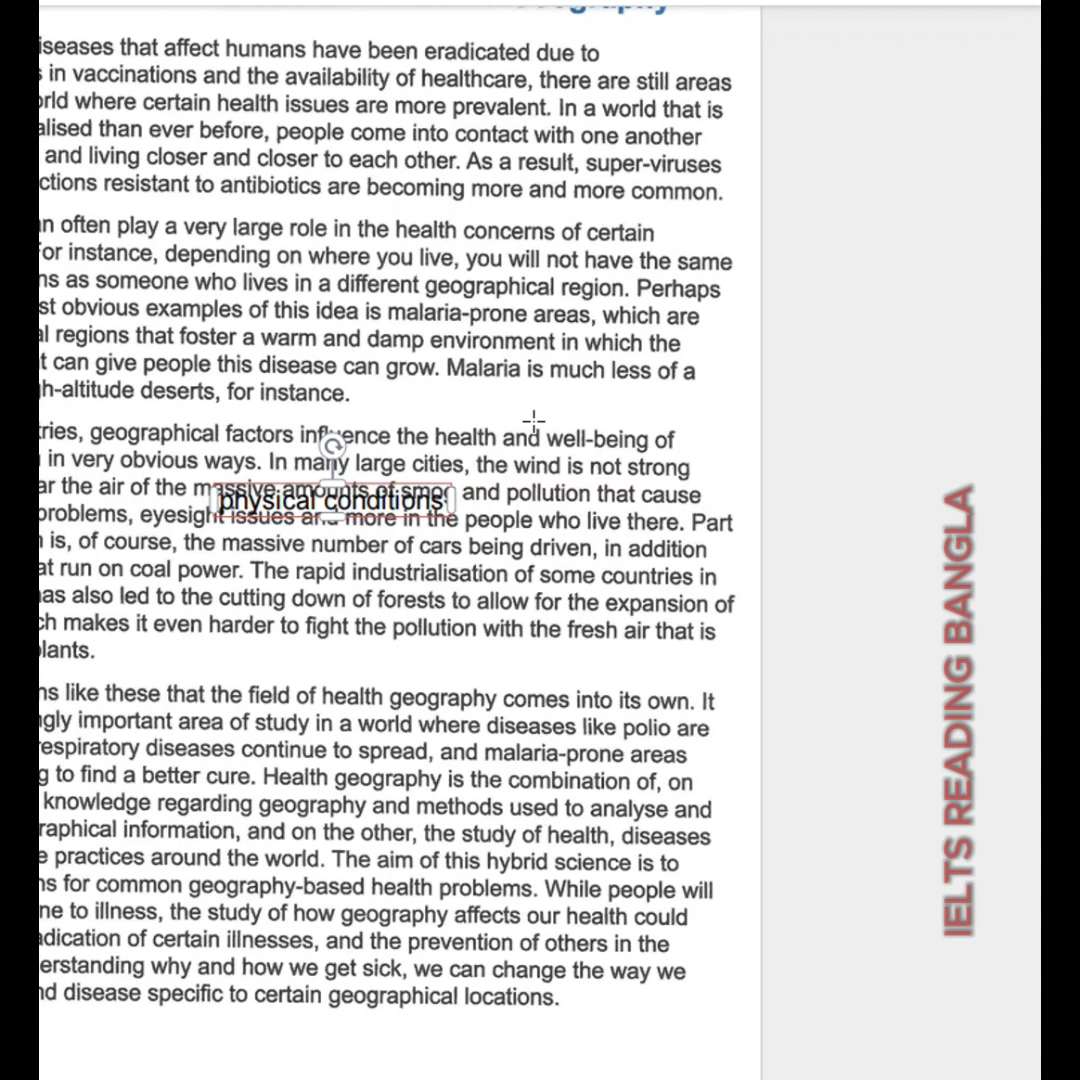 iseases that affect humans have been eradicated due to
in vaccinations and the availability of healthcare, there are still areas
where certain health issues are more prevalent. In a world that is
alised than ever before, people come into contact with one another
and living closer and closer to each other. As a result, super-viruses
ctions resistant to antibiotics are becoming more and more common.
n often play a very large role in the health concerns of certain
or instance, depending on where you live, you will not have the same
ns as someone who lives in a different geographical region. Perhaps
st obvious examples of this idea is malaria-prone areas, which are
al regions that foster a warm and damp environment in which the
t can give people this disease can grow. Malaria is much less of a
h-altitude deserts, for instance.
ries, geographical factors influence the health and well-being of
in very obvious ways. In many large cities, the wind is not strong
ar the air of the massive amounts of smog and pollution that cause
physical conditions
problems, eyesight issues and more in the people who live there. Part
is, of course, the massive number of cars being driven, in addition
at run on coal power. The rapid industrialisation of some countries in
as also led to the cutting down of forests to allow for the expansion of
ch makes it even harder to fight the pollution with the fresh air that is
lants.
ns like these that the field of health geography comes into its own. It
gly important area of study in a world where diseases like polio are
respiratory diseases continue to spread, and malaria-prone areas
g to find a better cure. Health geography is the combination of, on
knowledge regarding geography and methods used to analyse and
raphical information, and on the other, the study of health, diseases
e practices around the world. The aim of this hybrid science is to
ns for common geography-based health problems. While people will
ne to illness, the study of how geography affects our health could
dication of certain illnesses, and the prevention of others in the
erstanding why and how we get sick, we can change the way we
nd disease specific to certain geographical locations.
IELTS READING BANGLA